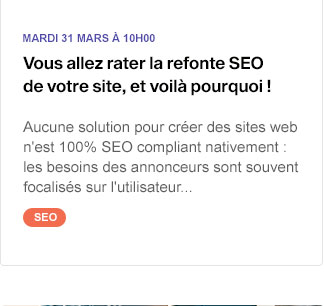 MARDI 31 MARS À 10H00
Vous allez rater la refonte SEO
de votre site, et voilà pourquoi !
Aucune solution pour créer des sites web
n'est 100% SEO compliant nativement :
les besoins des annonceurs sont souvent
focalisés sur l'utilisateur...
SEO